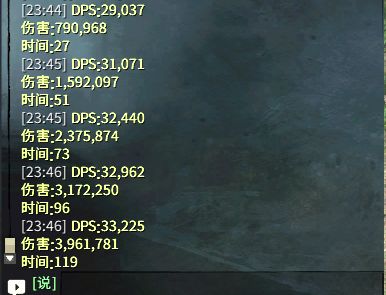 [23:44] DPS:29,037
伤害:790,968
时间:27
[23:45] DPS:31,071
伤害:1,592,097
时间:51
[23:45] DPS:32,440
伤害:2,375,874
时间:73
[23:46] DPS:32,962
伤害:3,172,250
时间:96
[23:46] DPS:33,225
伤害:3,961,781
时间:119
[说]